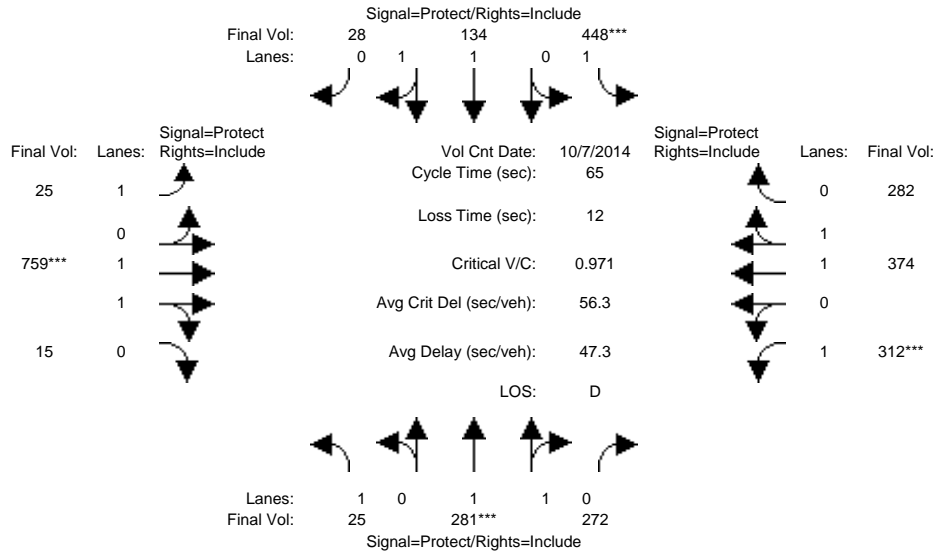 Signal=Protect/Rights=Include
Final Vol: 28 134 448***
Lanes: 0 1 1 0 1
Signal=Protect
Final Vol: Lanes: Rights=Include
Vol Cnt Date: 10/7/2014
Signal=Protect
Rights=Include Lanes: Final Vol:
Cycle Time (sec): 65
25 1
0 282
Loss Time (sec): 12
0
1
759*** 1
Critical V/C: 0.971
1 374
1
Avg Crit Del (sec/veh): 56.3
0
15 0
Avg Delay (sec/veh): 47.3
1 312***
LOS: D
Lanes: 1 0 1 1 0
Final Vol: 25 281*** 272
Signal=Protect/Rights=Include